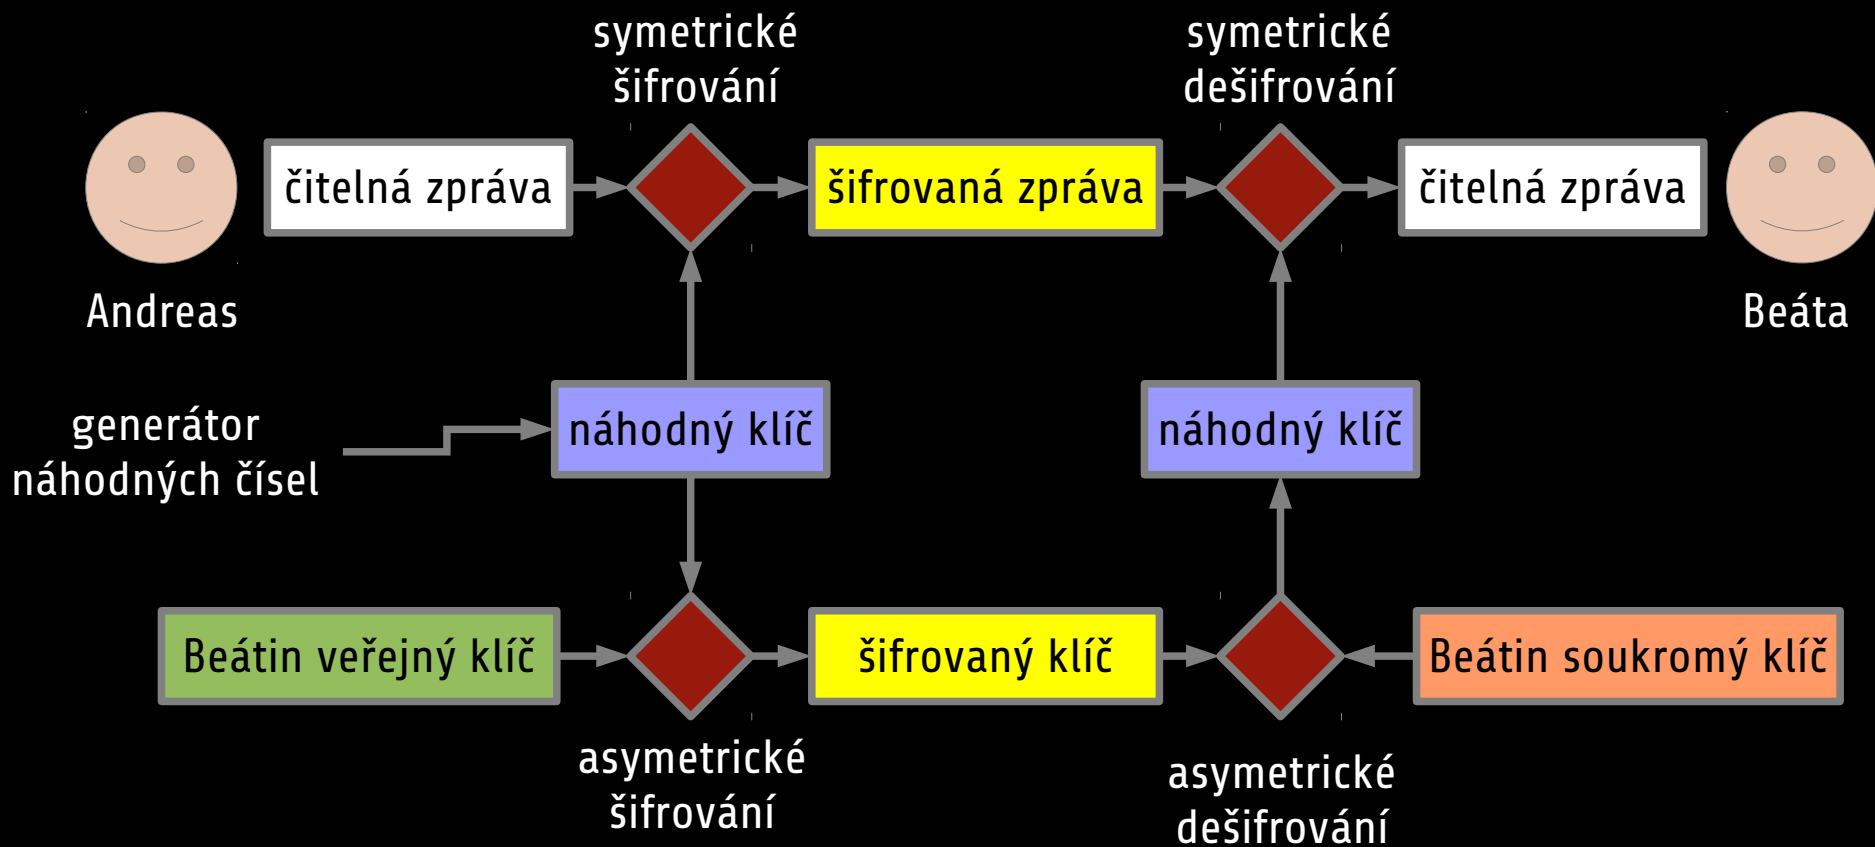 symetrické
šifrování
symetrické
dešifrování
čitelná zpráva
šifrovaná zpráva
čitelná zpráva
Andreas
Beáta
generátor
náhodných čísel
náhodný klíč
náhodný klíč
Beátin veřejný klíč
šifrovaný klíč
Beátin soukromý klíč
asymetrické
šifrování
asymetrické
dešifrování